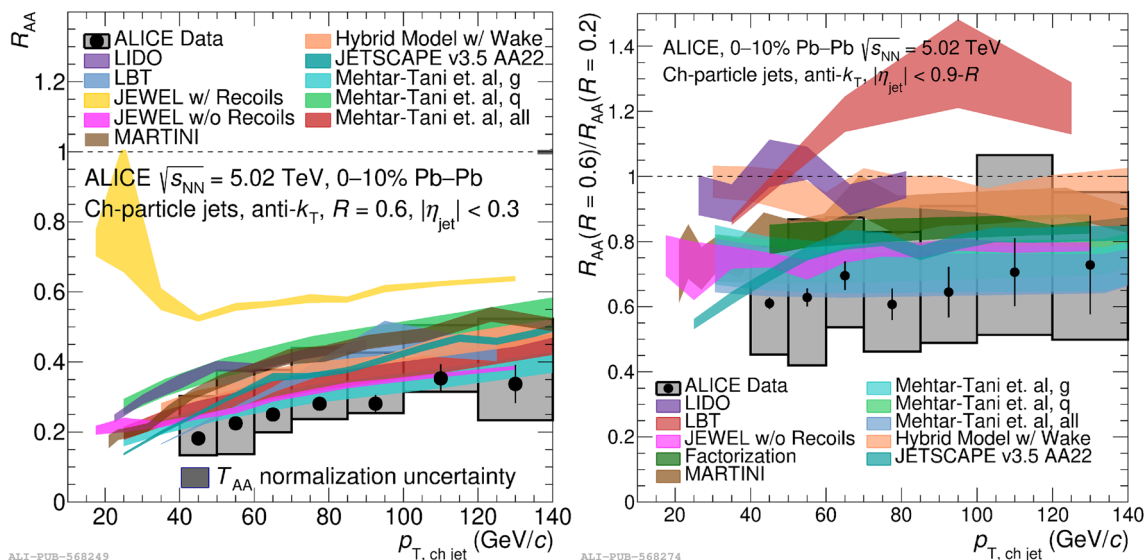 R_AA
ALICE Data
LIDO
LBT
JEWEL w/ Recoils
JEWEL w/o Recoils
MARTINI
Hybrid Model w/ Wake
JETSCAPE v3.5 AA22
Mehtar-Tani et. al, g
Mehtar-Tani et. al, q
Mehtar-Tani et. al, all
ALICE √s_NN = 5.02 TeV, 0–10% Pb–Pb
Ch-particle jets, anti-k_T, R = 0.6, |η_jet| < 0.3
T_AA normalization uncertainty
1.2
1
0.8
0.6
0.4
0.2
0
20 40 60 80 100 120 140
p_T, ch jet (GeV/c)
ALI-PUB-568249
R_AA(R = 0.6)/R_AA(R = 0.2)
ALICE, 0–10% Pb–Pb √s_NN = 5.02 TeV
Ch-particle jets, anti-k_T, |η_jet| < 0.9-R
1.4
1.2
1
0.8
0.6
0.4
0.2
0
ALICE Data
LIDO
LBT
JEWEL w/o Recoils
Factorization
MARTINI
Mehtar-Tani et. al, g
Mehtar-Tani et. al, q
Mehtar-Tani et. al, all
Hybrid Model w/ Wake
JETSCAPE v3.5 AA22
20 40 60 80 100 120 140
p_T, ch jet (GeV/c)
ALI-PUB-568274